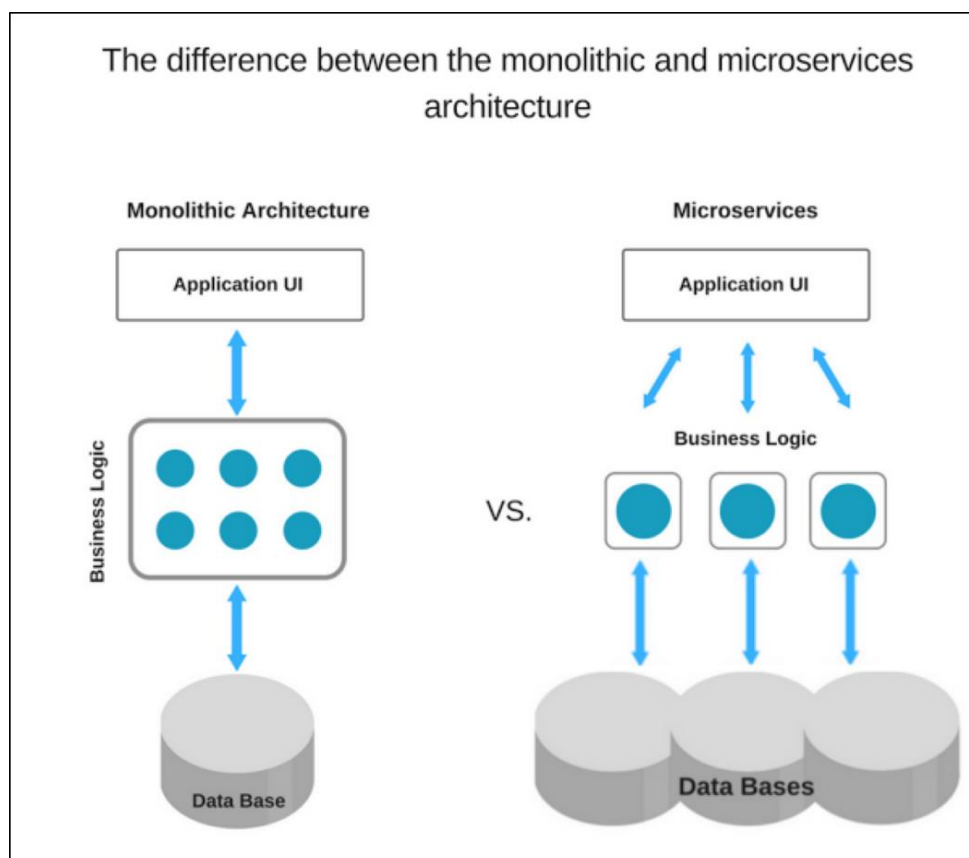 The difference between the monolithic and microservices
architecture
Monolithic Architecture
Application UI
Business Logic
Data Base
VS.
Microservices
Application UI
Business Logic
Data Bases